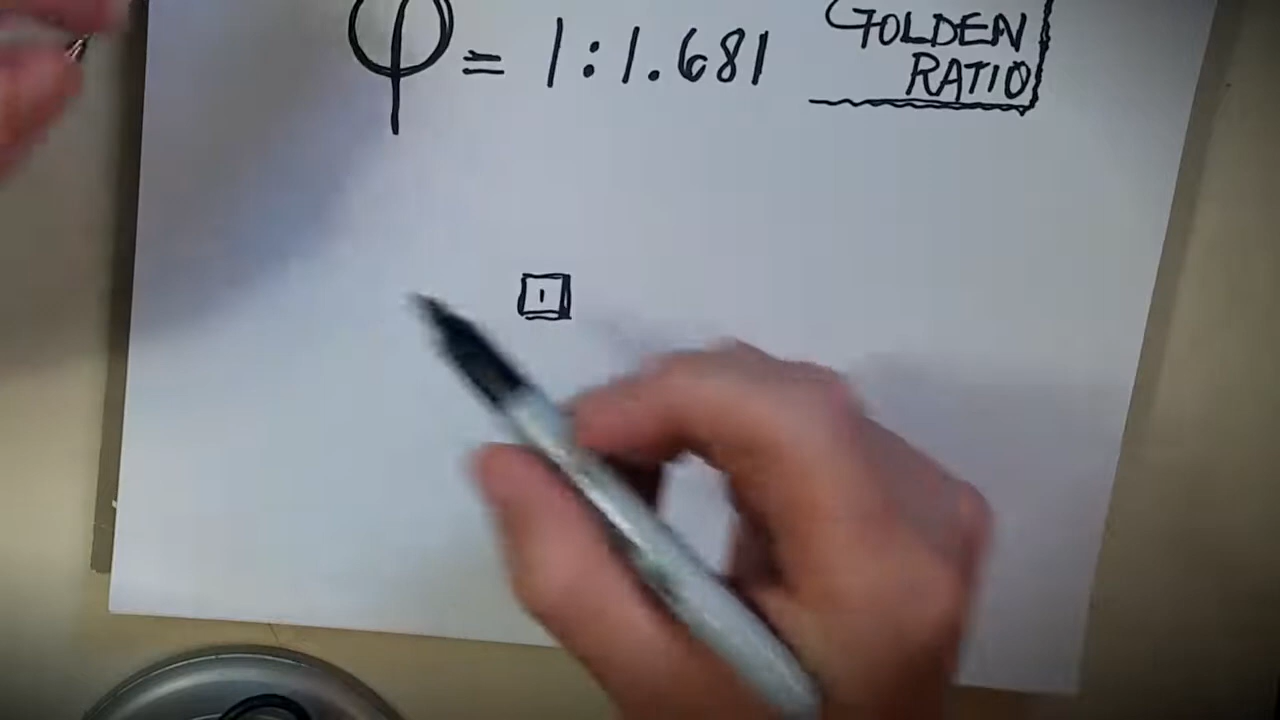 φ = 1:1.681
GOLDEN
RATIO
1